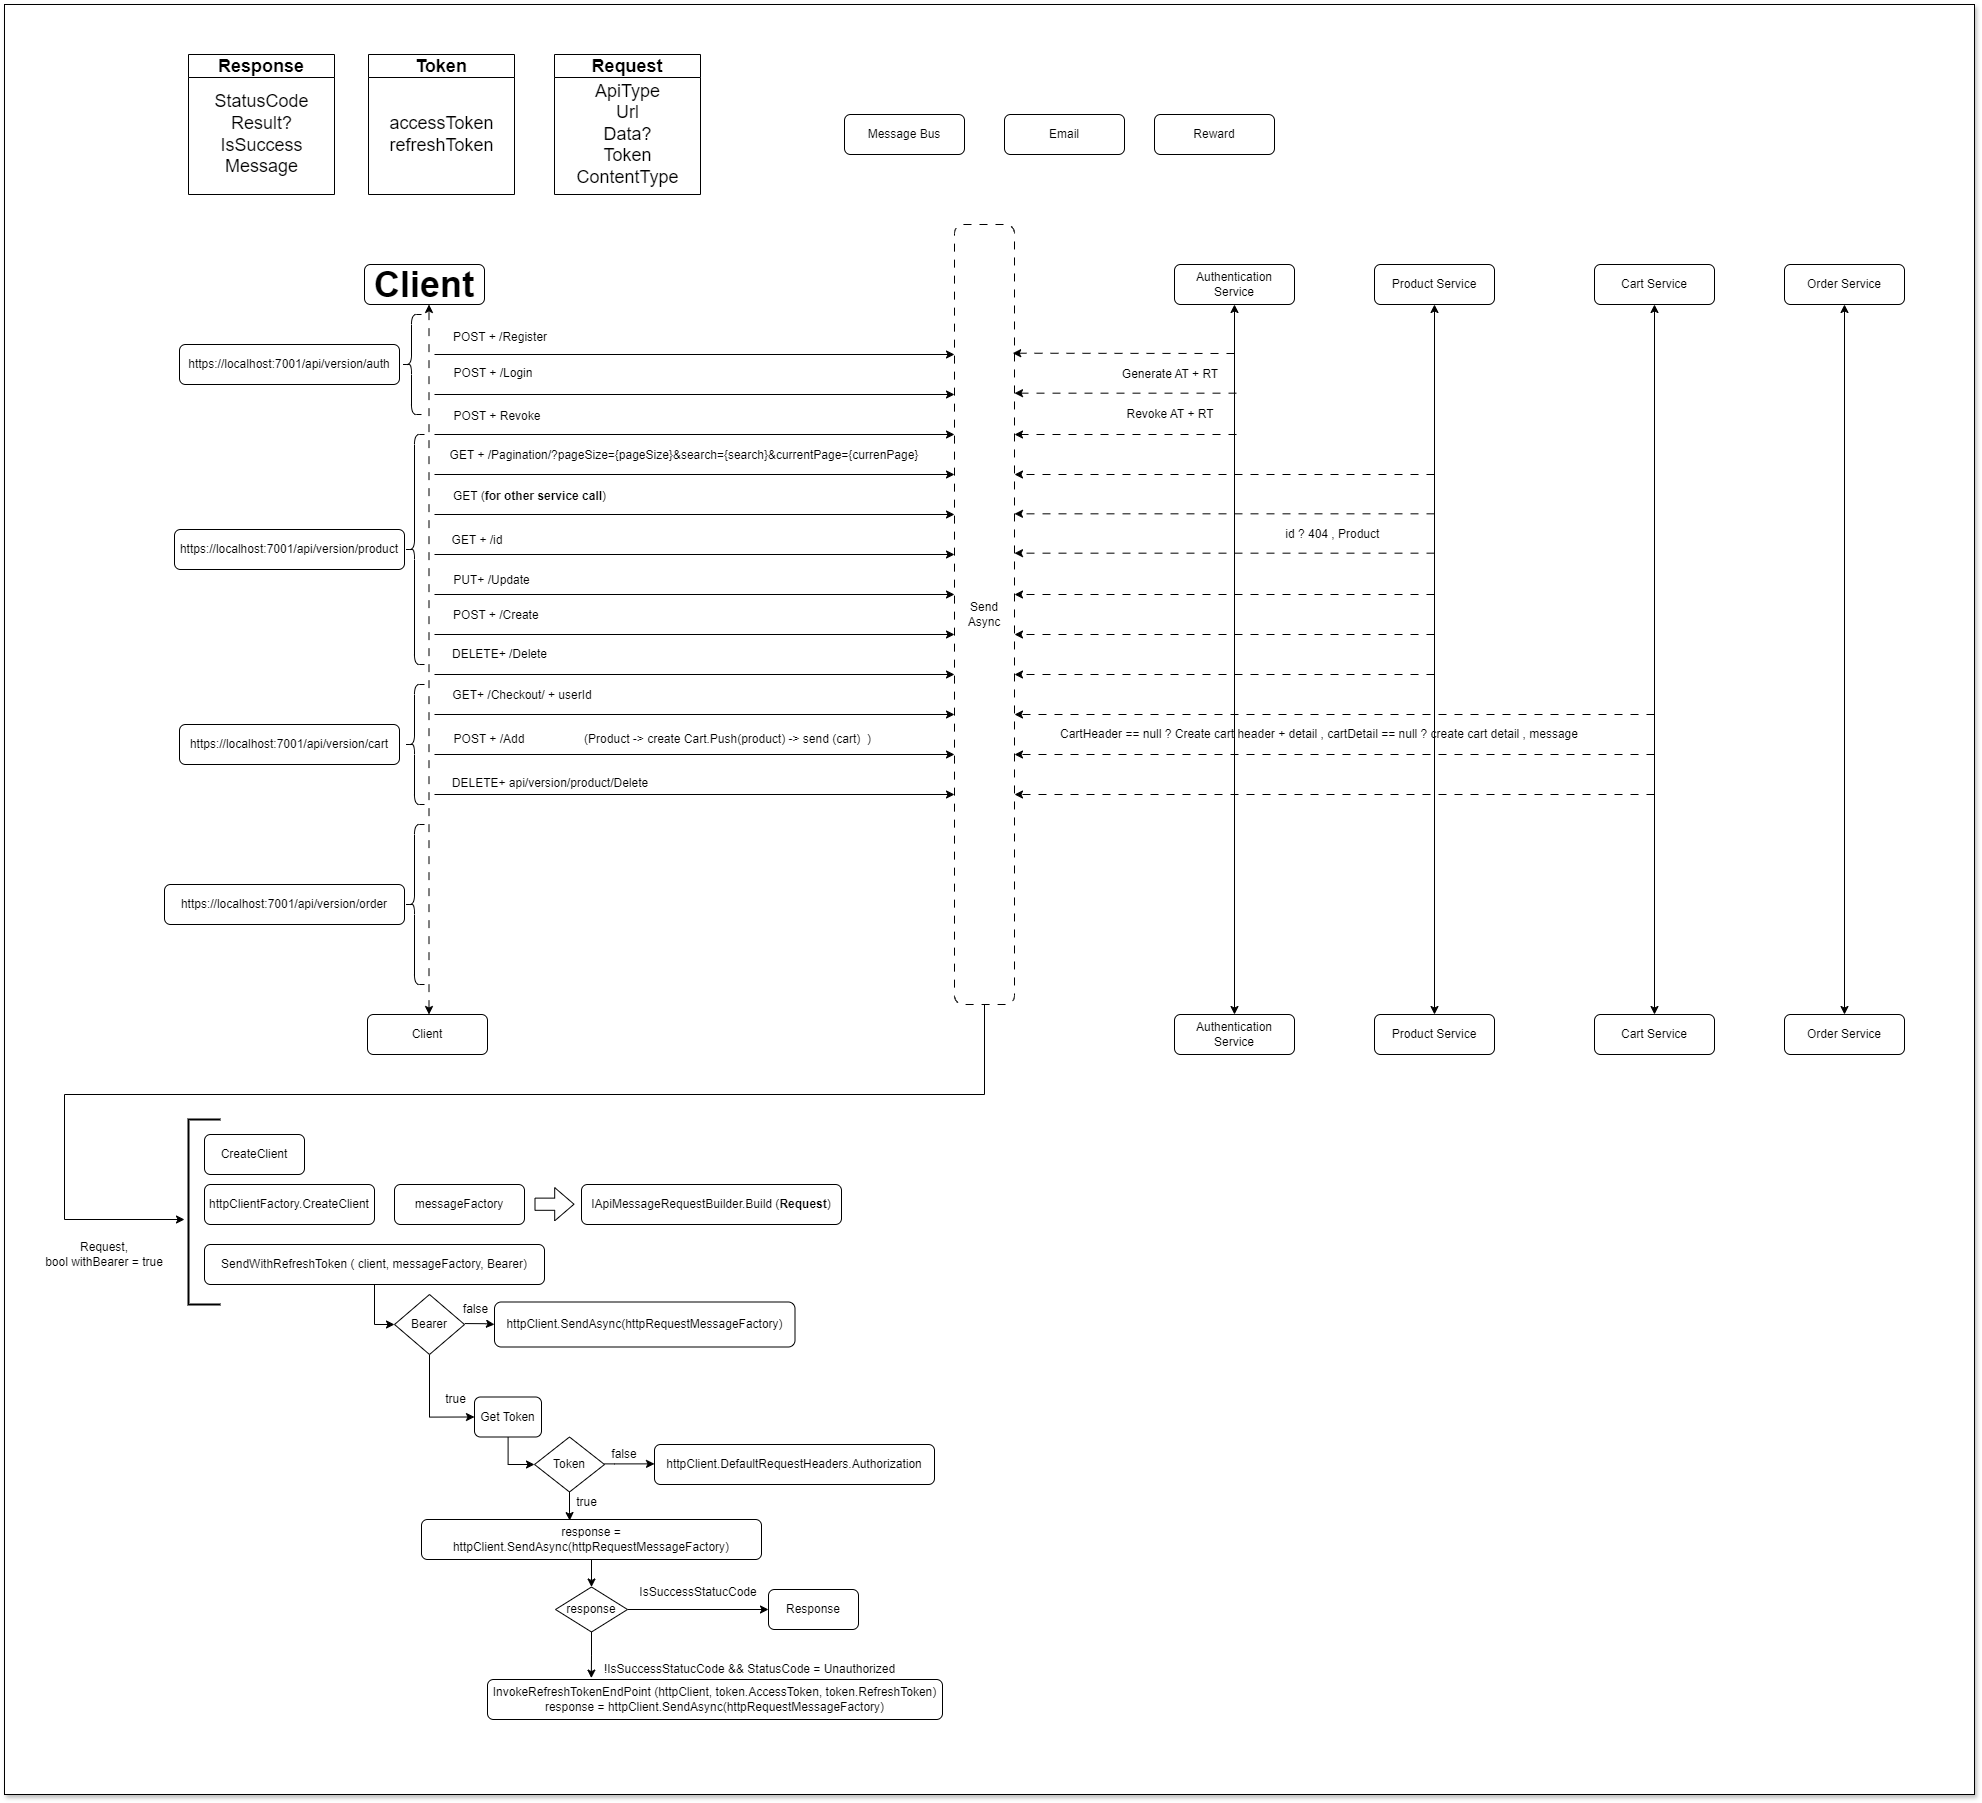 Response
StatusCode
Result?
IsSuccess
Message
Token
accessToken
refreshToken
Request
ApiType
Url
Data?
Token
ContentType
Message Bus
Email
Reward
Client
Authentication
Service
Product Service
Cart Service
Order Service
https://localhost:7001/api/version/auth
POST + /Register
POST + /Login
Generate AT + RT
POST + Revoke
Revoke AT + RT
https://localhost:7001/api/version/product
GET + /Pagination/?pageSize={pageSize}&search={search}&currentPage={currenPage}
GET (for other service call)
GET + /id
id ? 404 , Product
PUT+ /Update
POST + /Create
DELETE+ /Delete
Send
Async
https://localhost:7001/api/version/cart
GET+ /Checkout/ + userId
POST + /Add
(Product -> create Cart.Push(product) -> send (cart) )
CartHeader == null ? Create cart header + detail , cartDetail == null ? create cart detail , message
DELETE+ api/version/product/Delete
https://localhost:7001/api/version/order
Client
Authentication
Service
Product Service
Cart Service
Order Service
Request,
bool withBearer = true
CreateClient
httpClientFactory.CreateClient
messageFactory
IApiMessageRequestBuilder.Build (Request)
SendWithRefreshToken ( client, messageFactory, Bearer)
Bearer
false
httpClient.SendAsync(httpRequestMessageFactory)
true
Get Token
Token
false
httpClient.DefaultRequestHeaders.Authorization
true
response =
httpClient.SendAsync(httpRequestMessageFactory)
response
IsSuccessStatucCode
Response
!IsSuccessStatucCode && StatusCode = Unauthorized
InvokeRefreshTokenEndPoint (httpClient, token.AccessToken, token.RefreshToken)
response = httpClient.SendAsync(httpRequestMessageFactory)